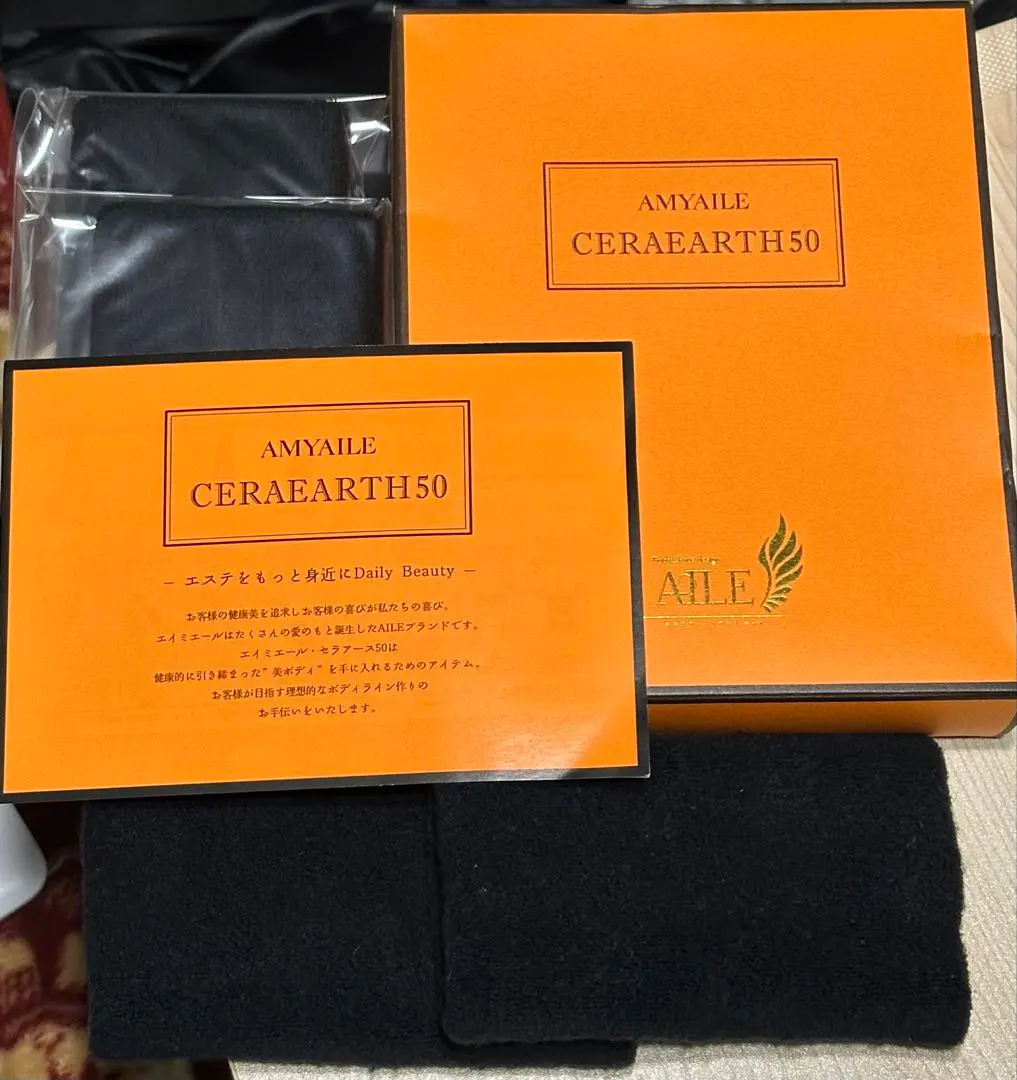 AMYAILE
CERAEARTH50
AILE
AMYAILE
CERAEARTH50
− エステをもっと身近にDaily Beauty −
お客様の健康美を追求しお客様の喜びが私たちの喜び。
エイミエールはたくさんの愛のもと誕生したAILEブランドです。
エイミエール・セラアース50は
健康的に引き締まった”美ボディ”を手に入れるためのアイテム。
お客様が目指す理想的なボディライン作りの
お手伝いをいたします。